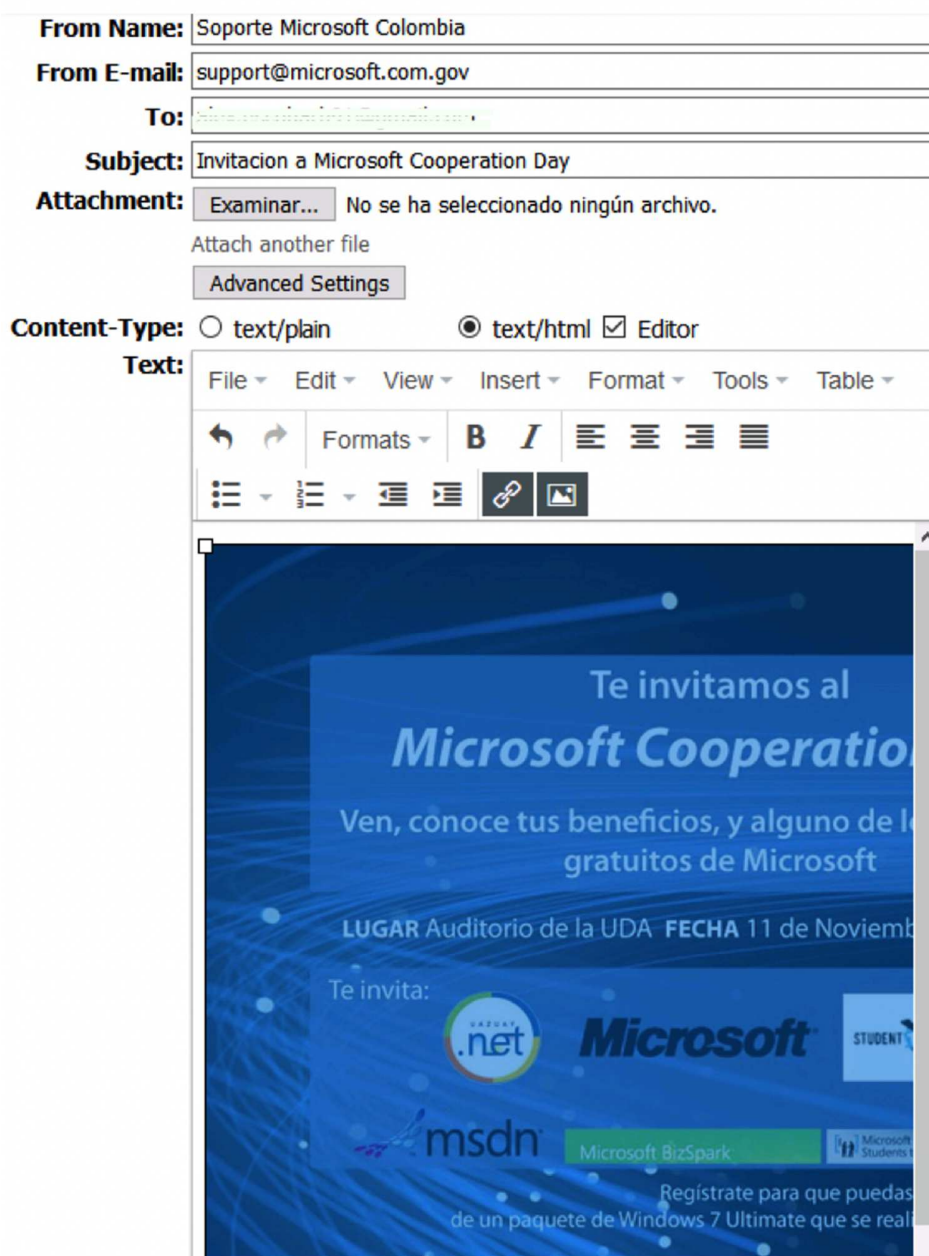 From Name: Soporte Microsoft Colombia
From E-mail: support@microsoft.com.gov
To:
Subject: Invitacion a Microsoft Cooperation Day
Attachment: Examinar... No se ha seleccionado ningún archivo.
Attach another file
Advanced Settings
Content-Type: text/plain text/html Editor
Text:
File Edit View Insert Format Tools Table
Formats B I
Te invitamos al
Microsoft Cooperatio
Ven, conoce tus beneficios, y alguno de l
gratuitos de Microsoft
LUGAR Auditorio de la UDA FECHA 11 de Noviemb
Te invita:
UAZUAY
.net
Microsoft
STUDENT
msdn
Microsoft BizSpark
Microsoft
Students t
Regístrate para que puedas
de un paquete de Windows 7 Ultimate que se reali